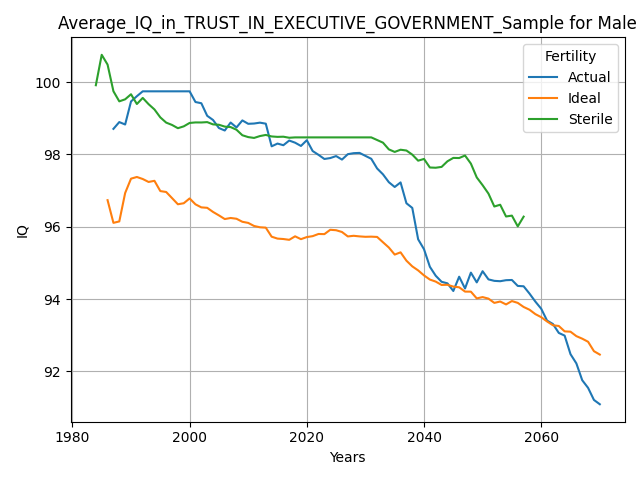 Average_IQ_in_TRUST_IN_EXECUTIVE_GOVERNMENT_Sample for Male
Fertility
Actual
Ideal
Sterile
IQ
100
98
96
94
92
1980
2000
2020
2040
2060
Years